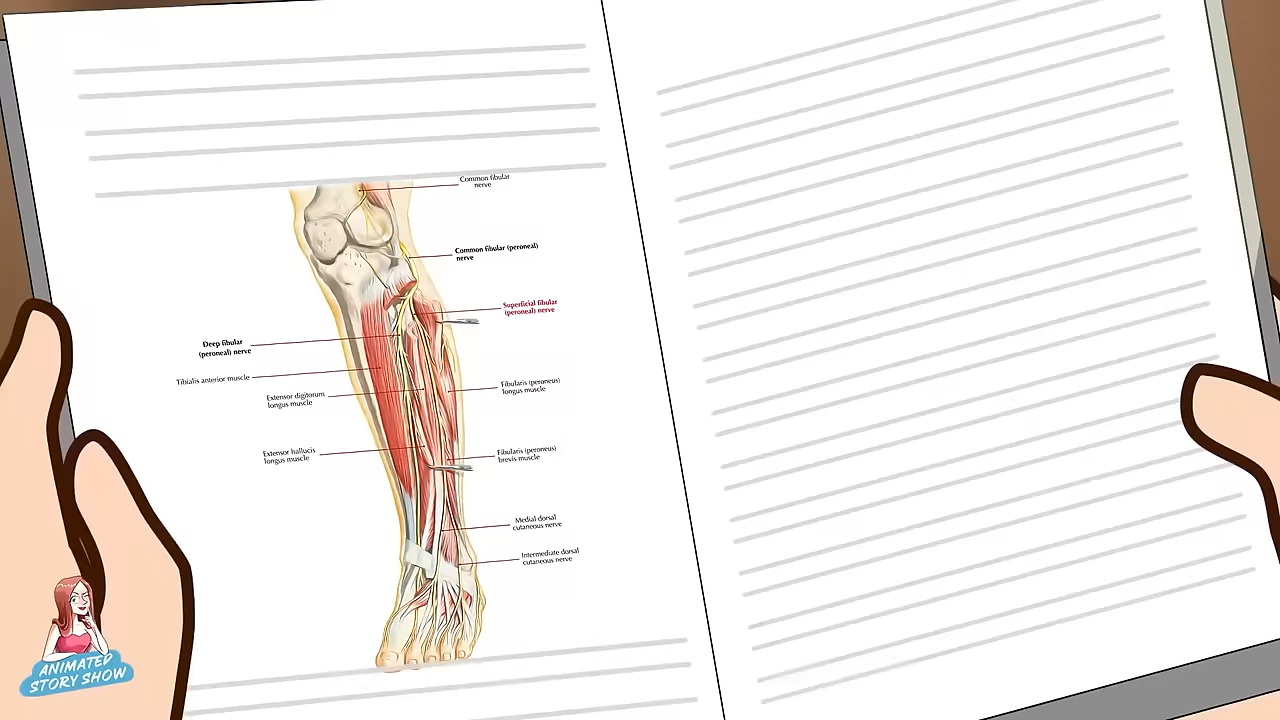 Common fibular
nerve
Common fibular (peroneal)
nerve
Superficial fibular
(peroneal) nerve
Deep fibular
(peroneal) nerve
Tibialis anterior muscle
Extensor digitorum
longus muscle
Fibularis (peroneus)
longus muscle
Extensor hallucis
longus muscle
Fibularis (peroneus)
brevis muscle
Medial dorsal
cutaneous nerve
Intermediate dorsal
cutaneous nerve
ANIMATED
STORY SHOW